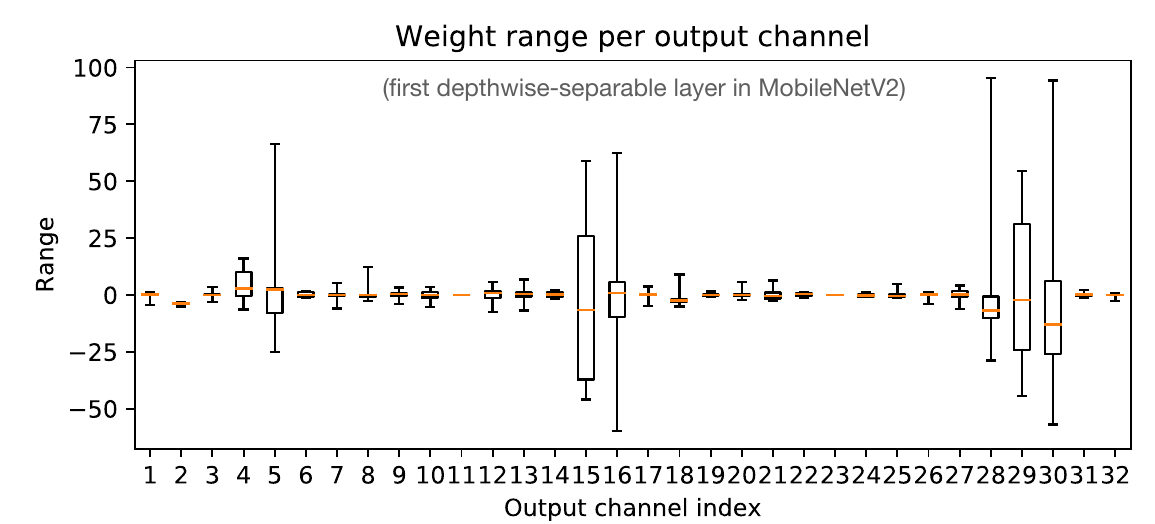 Weight range per output channel
(first depthwise-separable layer in MobileNetV2)
100
75
50
25
0
−25
−50
Range
1 2 3 4 5 6 7 8 9 10 11 12 13 14 15 16 17 18 19 20 21 22 23 24 25 26 27 28 29 30 31 32
Output channel index